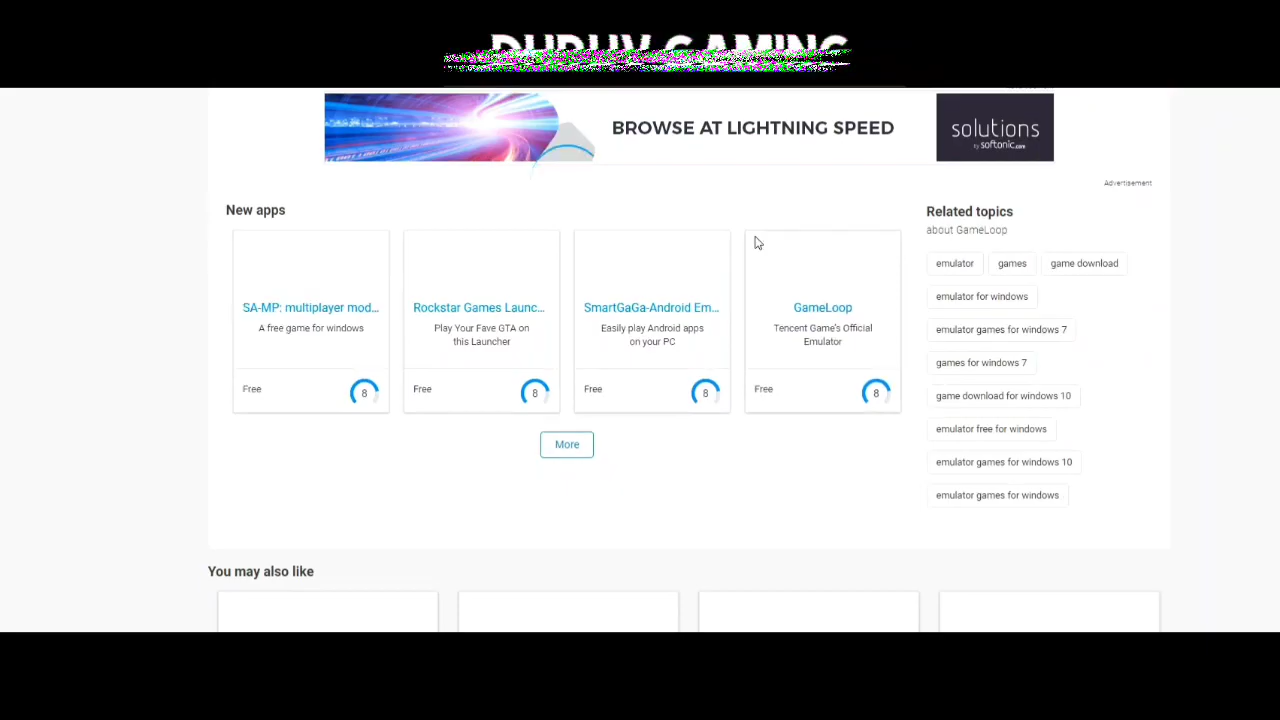 BROWSE AT LIGHTNING SPEED
solutions
by softonic.com
Advertisement
New apps
SA-MP: multiplayer mod...
A free game for windows
Free
8
Rockstar Games Launc...
Play Your Fave GTA on
this Launcher
Free
8
SmartGaGa-Android Em...
Easily play Android apps
on your PC
Free
8
GameLoop
Tencent Game's Official
Emulator
Free
8
More
Related topics
about GameLoop
emulator
games
game download
emulator for windows
emulator games for windows 7
games for windows 7
game download for windows 10
emulator free for windows
emulator games for windows 10
emulator games for windows
You may also like